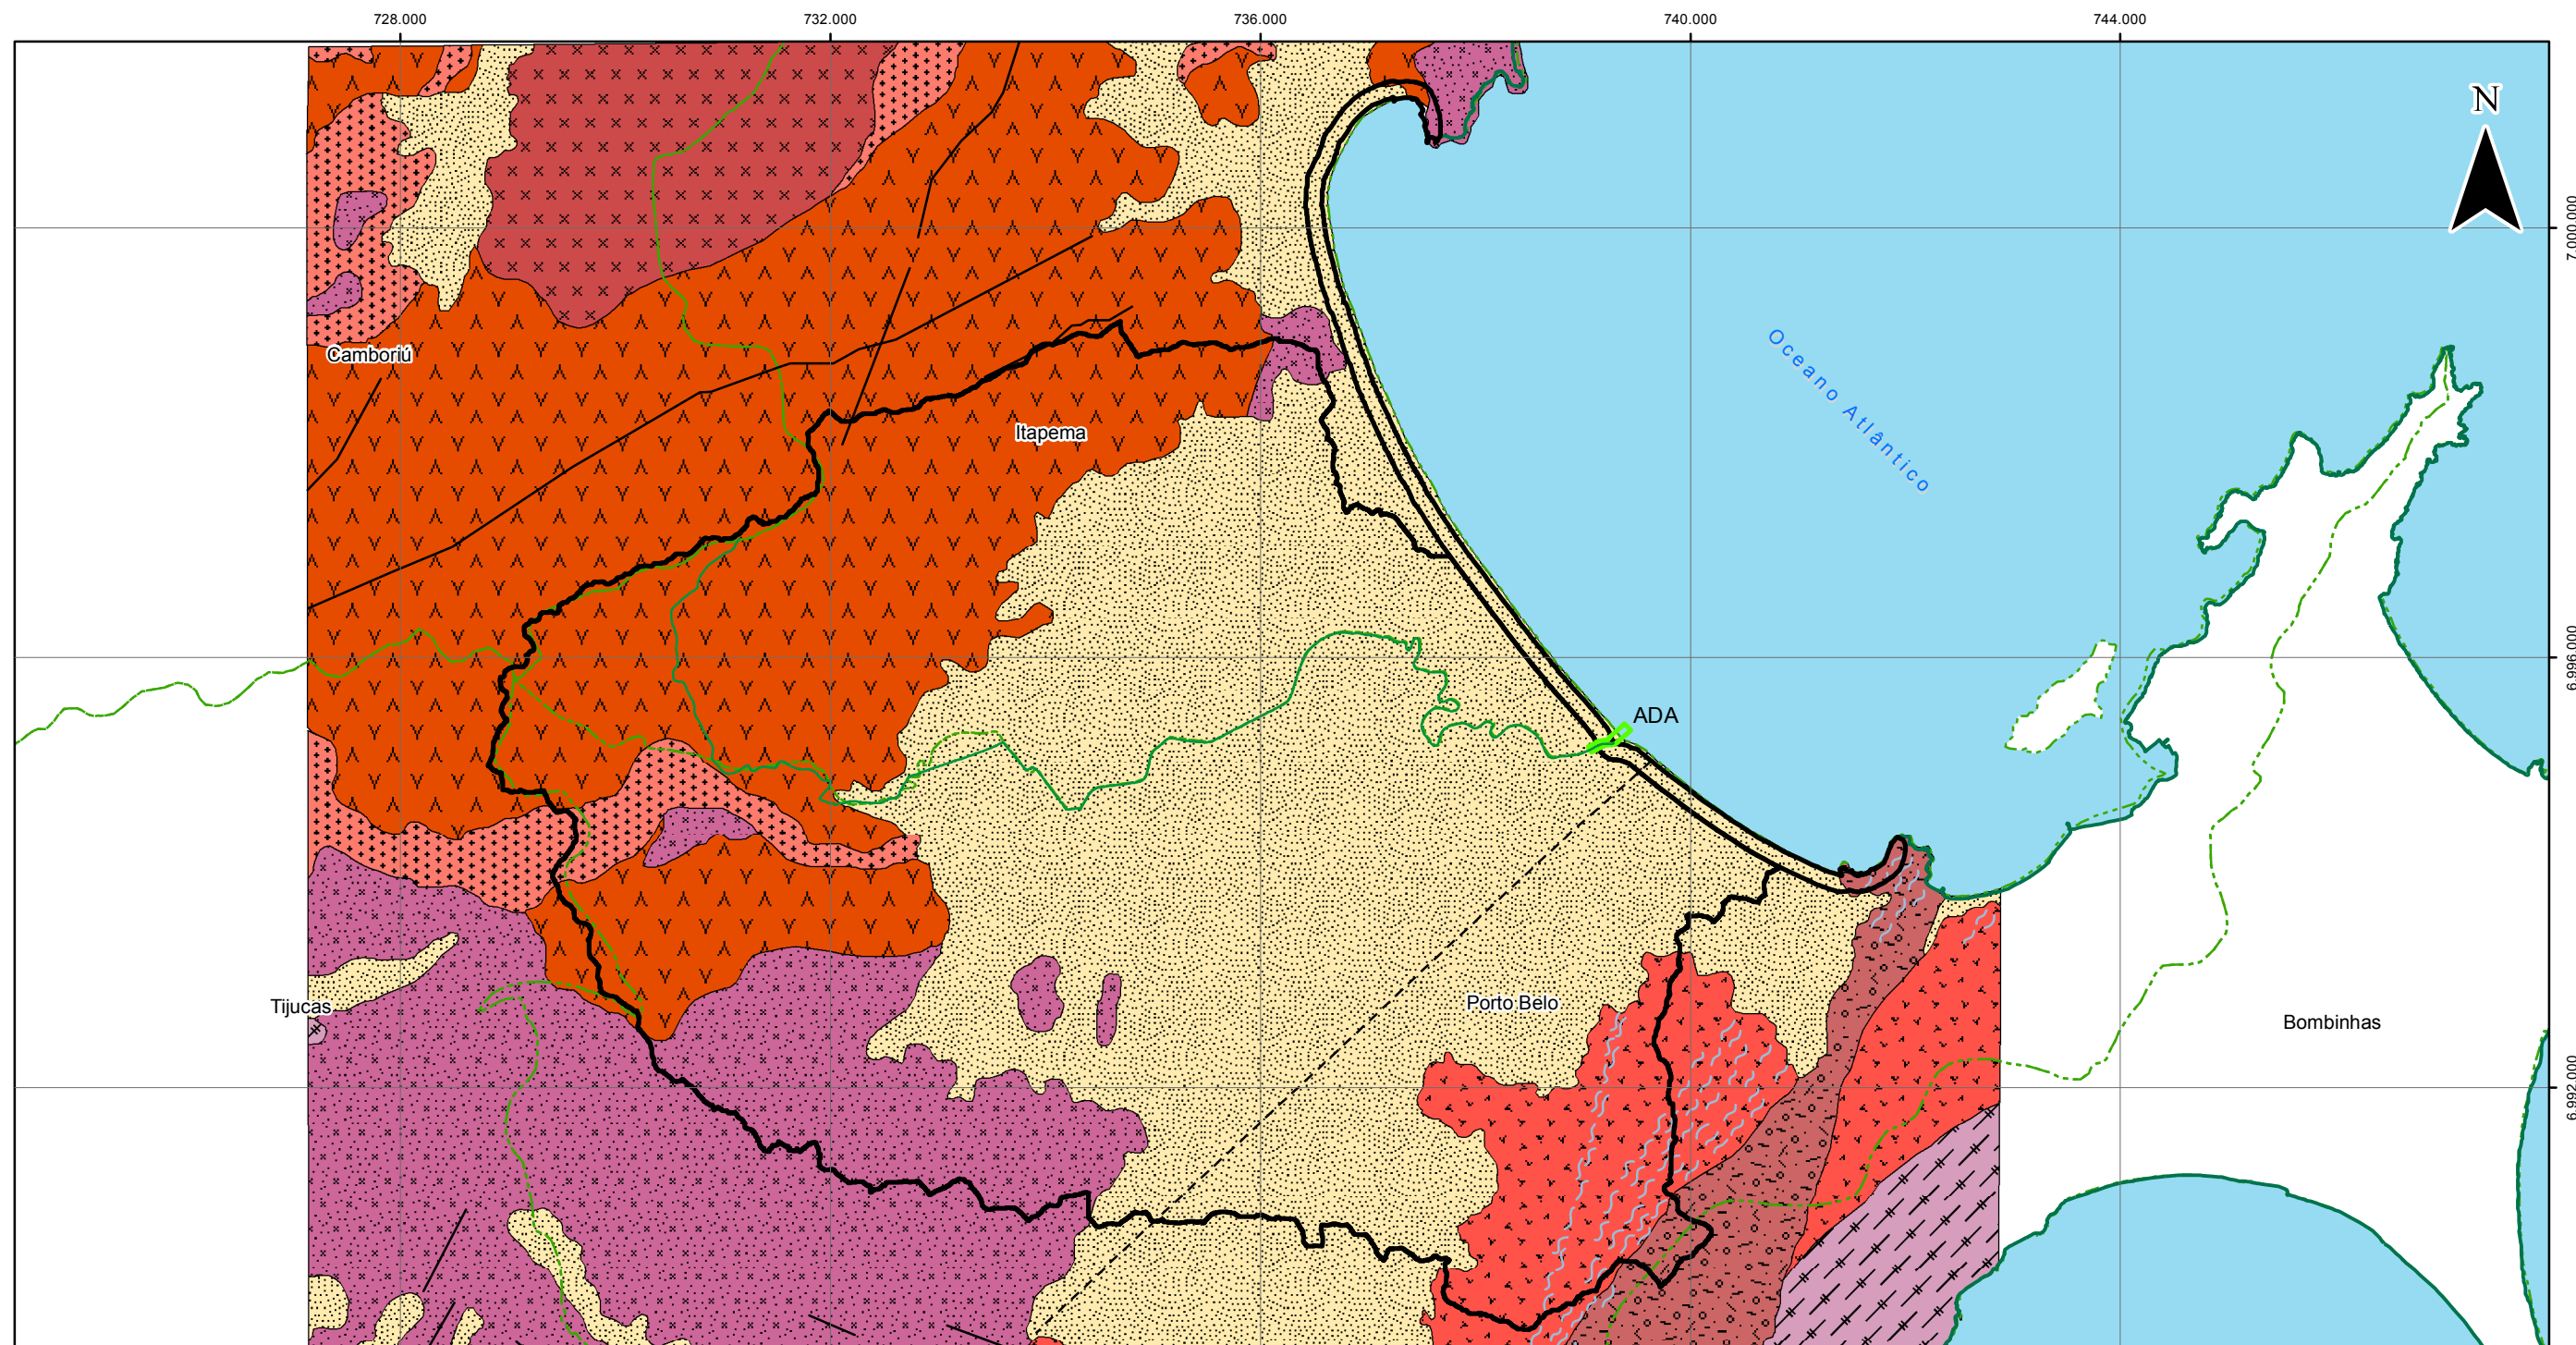 728.000
732.000
736.000
740.000
744.000
N
7.000.000
Oceano Atlântico
Camboriú
Itapema
6.996.000
ADA
Tijucas
Porto Belo
Bombinhas
6.992.000